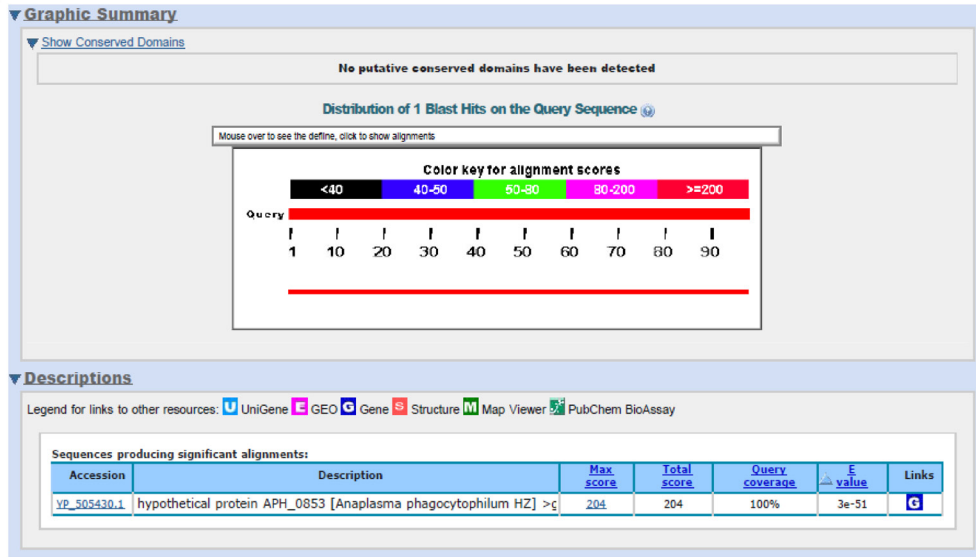 Graphic Summary
Show Conserved Domains
No putative conserved domains have been detected
Distribution of 1 Blast Hits on the Query Sequence
Mouse over to see the define, click to show alignments
Color key for alignment scores
<40 40-50 50-80 80-200 >=200
Query
1 10 20 30 40 50 60 70 80 90
Descriptions
Legend for links to other resources: U UniGene E GEO G Gene S Structure M Map Viewer PubChem BioAssay
Sequences producing significant alignments:
Accession Description Max score Total score Query coverage E value Links
YP_505430.1 hypothetical protein APH_0853 [Anaplasma phagocytophilum HZ] >g 204 204 100% 3e-51 G